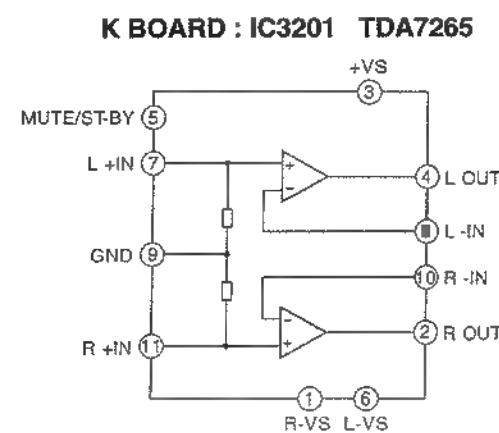 K BOARD : IC3201 TDA7265
+VS
3
MUTE/ST-BY 5
L +IN 7
+
-
4 L OUT
L -IN
GND 9
10 R -IN
-
+
R +IN 11
2 R OUT
1 6
R-VS L-VS